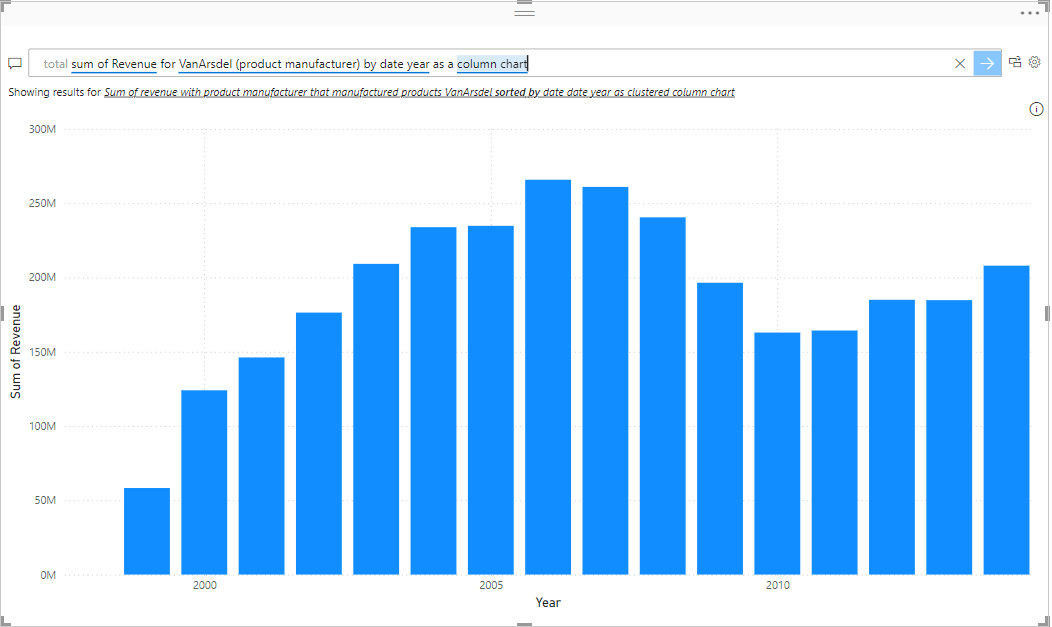 total sum of Revenue for VanArsdel (product manufacturer) by date year as a column chart
Showing results for Sum of revenue with product manufacturer that manufactured products VanArsdel sorted by date date year as clustered column chart
300M
250M
200M
150M
100M
50M
0M
Sum of Revenue
2000 2005 2010
Year